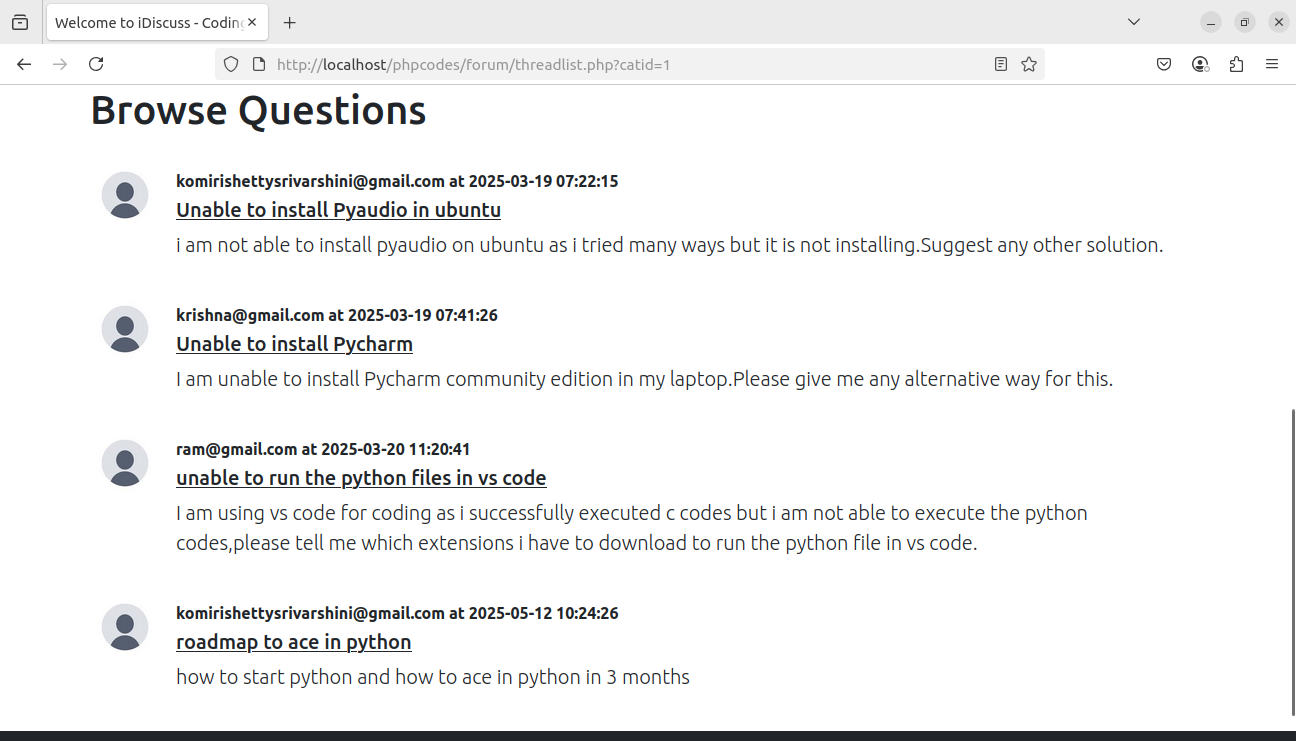 Welcome to iDiscuss - Coding
http://localhost/phpcodes/forum/threadlist.php?catid=1
Browse Questions
komirishettysrivarshini@gmail.com at 2025-03-19 07:22:15
Unable to install Pyaudio in ubuntu
i am not able to install pyaudio on ubuntu as i tried many ways but it is not installing.Suggest any other solution.
krishna@gmail.com at 2025-03-19 07:41:26
Unable to install Pycharm
I am unable to install Pycharm community edition in my laptop.Please give me any alternative way for this.
ram@gmail.com at 2025-03-20 11:20:41
unable to run the python files in vs code
I am using vs code for coding as i successfully executed c codes but i am not able to execute the python
codes,please tell me which extensions i have to download to run the python file in vs code.
komirishettysrivarshini@gmail.com at 2025-05-12 10:24:26
roadmap to ace in python
how to start python and how to ace in python in 3 months